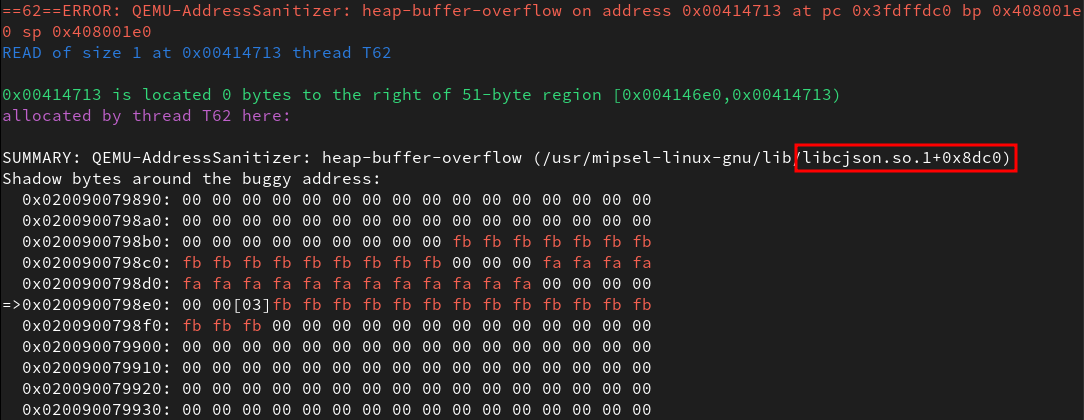 ==62==ERROR: QEMU-AddressSanitizer: heap-buffer-overflow on address 0x00414713 at pc 0x3fdffdc0 bp 0x408001e
0 sp 0x408001e0
READ of size 1 at 0x00414713 thread T62
0x00414713 is located 0 bytes to the right of 51-byte region [0x004146e0,0x00414713)
allocated by thread T62 here:
SUMMARY: QEMU-AddressSanitizer: heap-buffer-overflow (/usr/mipsel-linux-gnu/lib/libcjson.so.1+0x8dc0)
Shadow bytes around the buggy address:
  0x020090079890: 00 00 00 00 00 00 00 00 00 00 00 00 00 00 00 00
  0x0200900798a0: 00 00 00 00 00 00 00 00 00 00 00 00 00 00 00 00
  0x0200900798b0: 00 00 00 00 00 00 00 00 00 fb fb fb fb fb fb fb
  0x0200900798c0: fb fb fb fb fb fb fb fb fb 00 00 00 fa fa fa fa
  0x0200900798d0: fa fa fa fa fa fa fa fa fa fa fa fa 00 00 00 00
=>0x0200900798e0: 00 00[03]fb fb fb fb fb fb fb fb fb fb fb fb fb
  0x0200900798f0: fb fb fb 00 00 00 00 00 00 00 00 00 00 00 00 00
  0x020090079900: 00 00 00 00 00 00 00 00 00 00 00 00 00 00 00 00
  0x020090079910: 00 00 00 00 00 00 00 00 00 00 00 00 00 00 00 00
  0x020090079920: 00 00 00 00 00 00 00 00 00 00 00 00 00 00 00 00
  0x020090079930: 00 00 00 00 00 00 00 00 00 00 00 00 00 00 00 00